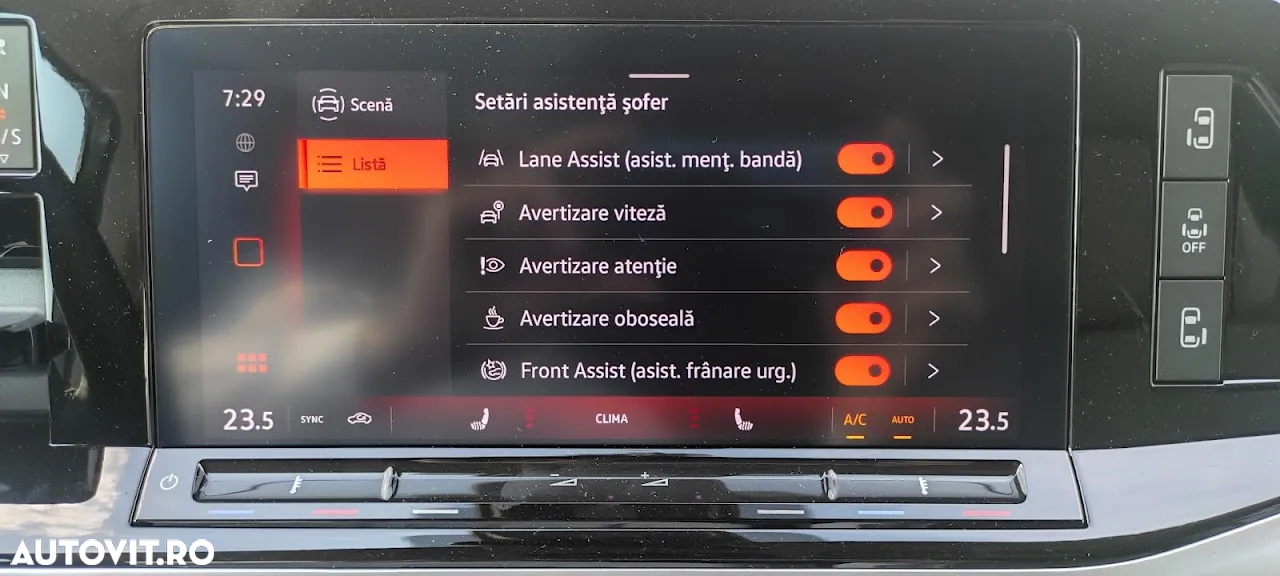 R
N
/S
7:29
Scenă
Listă
Setări asistenţă şofer
Lane Assist (asist. menţ. bandă)
Avertizare viteză
Avertizare atenţie
Avertizare oboseală
Front Assist (asist. frânare urg.)
23.5
SYNC
CLIMA
A/C
AUTO
23.5
OFF
AUTOVIT.RO